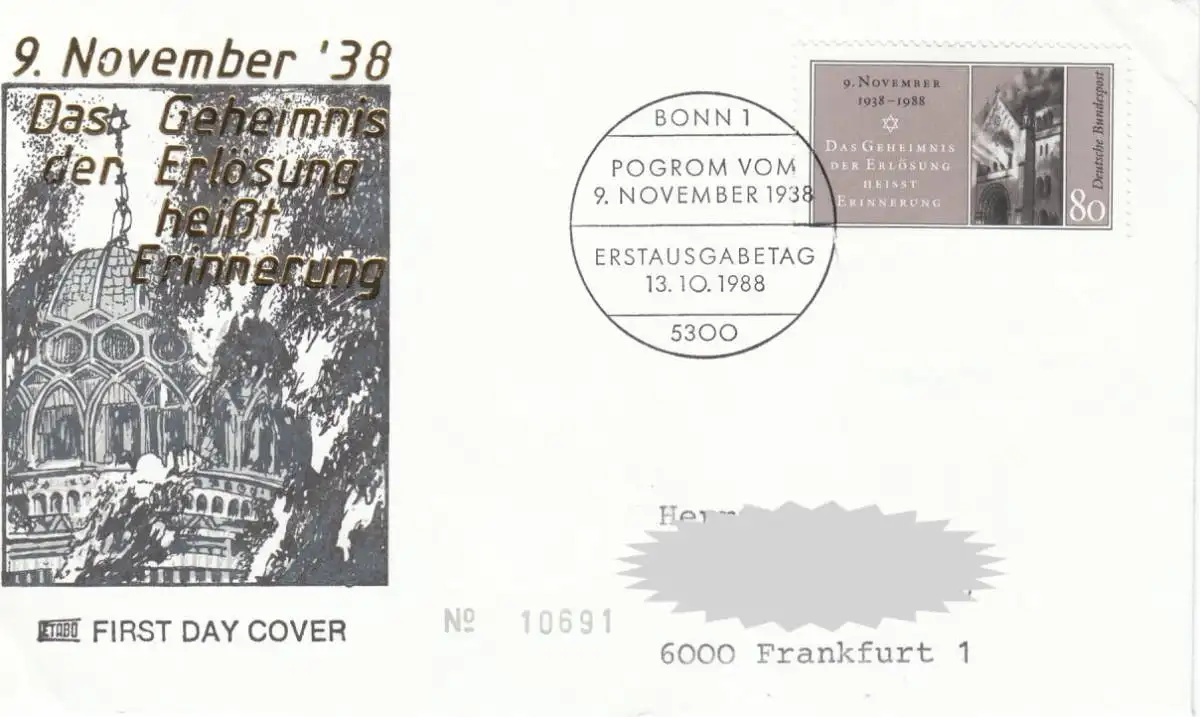 9. November '38
Das Geheimnis
der Erlösung
heißt
Erinnerung
ETABO FIRST DAY COVER
BONN 1
POGROM VOM
9. NOVEMBER 1938
ERSTAUSGABETAG
13.10.1988
5300
9. NOVEMBER
1938–1988
DAS GEHEIMNIS
DER ERLÖSUNG
HEISST
ERINNERUNG
Deutsche Bundespost
80
Nº 10691
Herrn
6000 Frankfurt 1